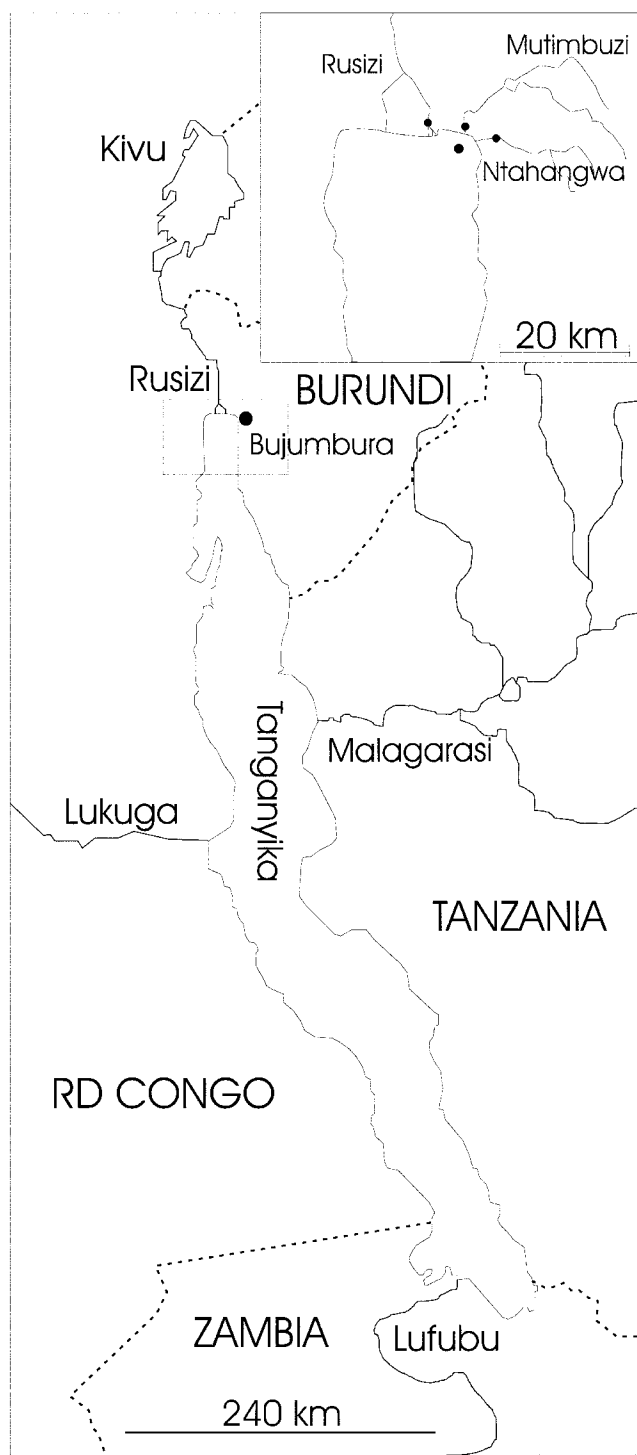 Mutimbuzi
Rusizi
Kivu
Ntahangwa
20 km
Rusizi
BURUNDI
Bujumbura
Tanganyika
Malagarasi
Lukuga
TANZANIA
RD CONGO
ZAMBIA
Lufubu
240 km